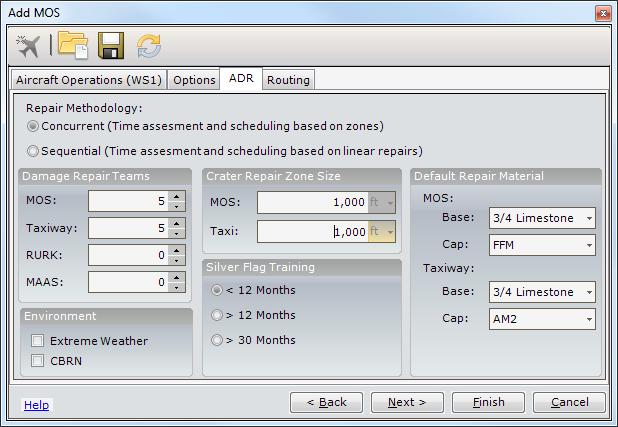 Add MOS
Aircraft Operations (WS1) Options ADR Routing
Repair Methodology:
Concurrent (Time assesment and scheduling based on zones)
Sequential (Time assesment and scheduling based on linear repairs)
Damage Repair Teams
MOS: 5
Taxiway: 5
RURK: 0
MAAS: 0
Environment
Extreme Weather
CBRN
Crater Repair Zone Size
MOS: 1,000 ft
Taxi: 1,000 ft
Silver Flag Training
< 12 Months
> 12 Months
> 30 Months
Default Repair Material
MOS:
Base: 3/4 Limestone
Cap: FFM
Taxiway:
Base: 3/4 Limestone
Cap: AM2
Help
< Back Next > Finish Cancel